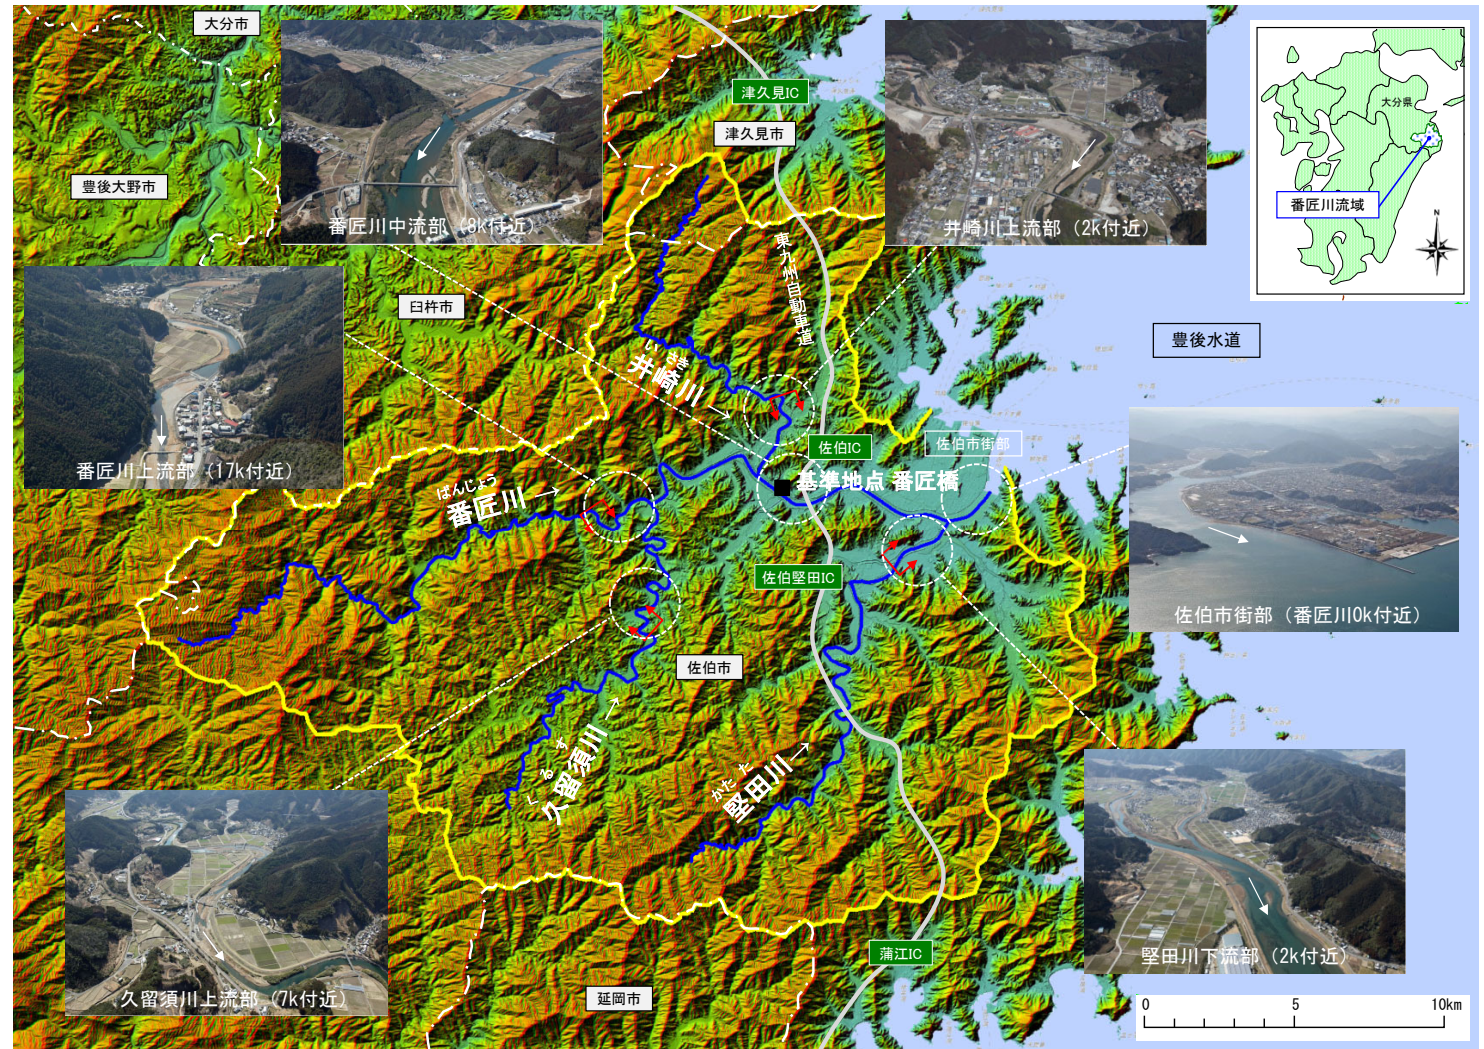 大分市
豊後大野市
番匠川中流部（8k付近）
津久見IC
津久見市
井崎川上流部（2k付近）
大分県
番匠川流域
N
番匠川上流部（17k付近）
臼杵市
東九州自動車道
豊後水道
いさき
井崎川
佐伯IC
佐伯市街部
基準地点 番匠橋
ばんじょう
番匠川
佐伯堅田IC
佐伯市街部（番匠川0k付近）
佐伯市
くるす
久留須川
かたた
堅田川
久留須川上流部（7k付近）
延岡市
蒲江IC
堅田川下流部（2k付近）
0 5 10km